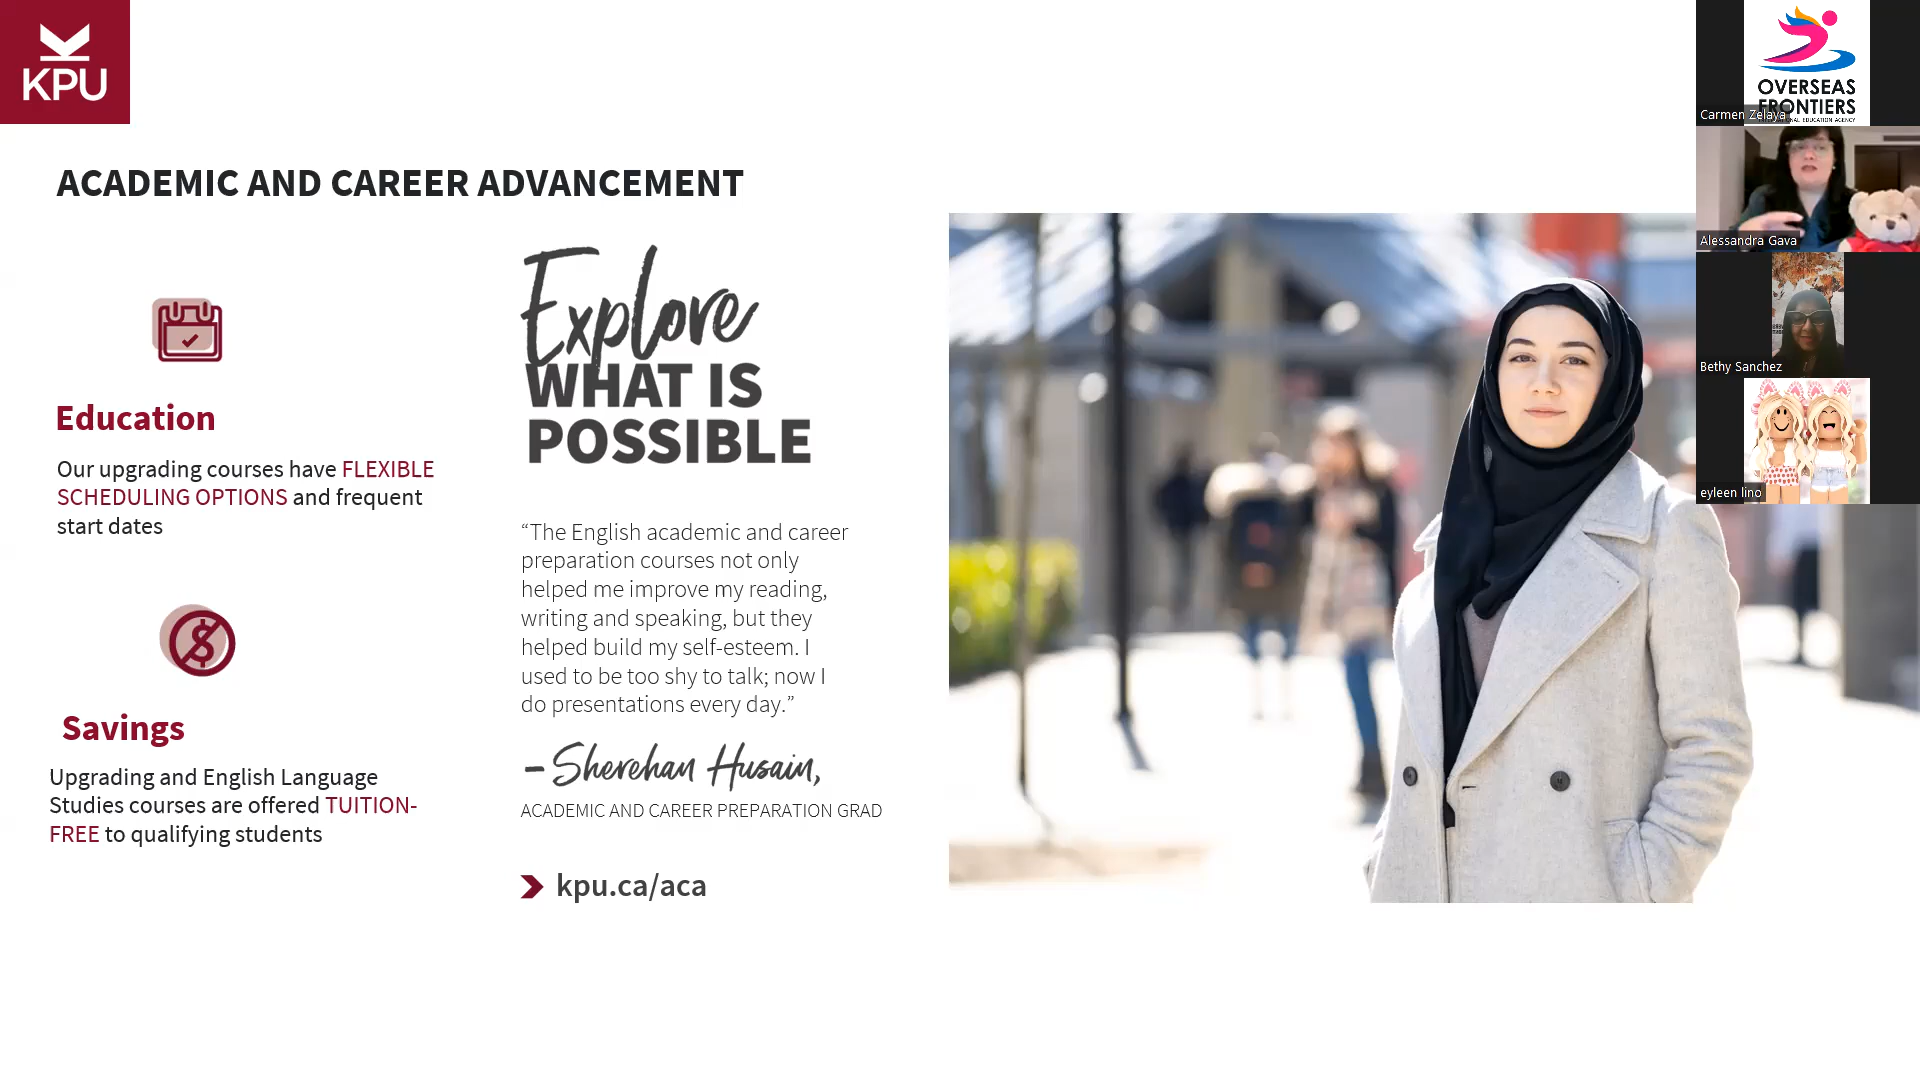 KPU
ACADEMIC AND CAREER ADVANCEMENT
Education
Our upgrading courses have FLEXIBLE
SCHEDULING OPTIONS and frequent
start dates
Savings
Upgrading and English Language
Studies courses are offered TUITION-
FREE to qualifying students
Explore
WHAT IS
POSSIBLE
“The English academic and career
preparation courses not only
helped me improve my reading,
writing and speaking, but they
helped build my self-esteem. I
used to be too shy to talk; now I
do presentations every day.”
– Sherehan Husain,
ACADEMIC AND CAREER PREPARATION GRAD
kpu.ca/aca
OVERSEAS
FRONTIERS
EDUCATION AGENCY
Carmen Zelaya
Alessandra Gava
Bethy Sanchez
eyleen lino